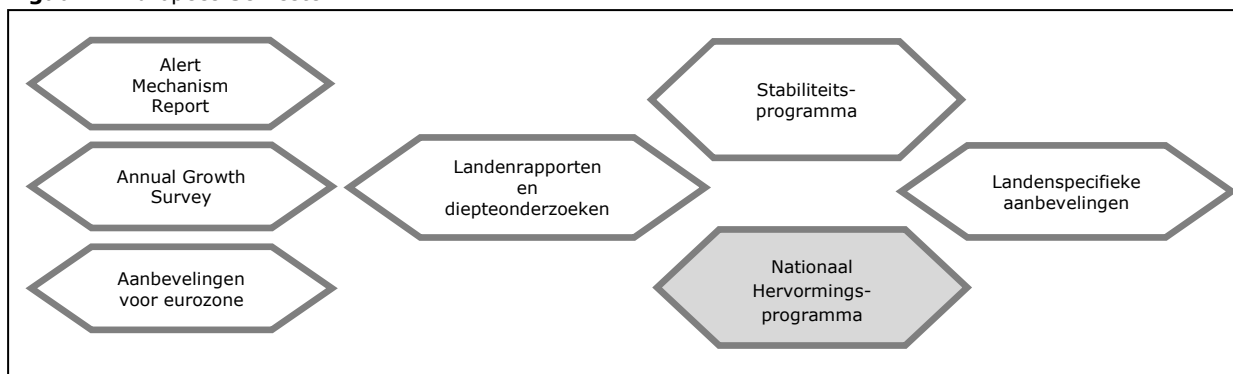 Alert
Mechanism
Report
Annual Growth
Survey
Aanbevelingen
voor eurozone
Landenrapporten
en
diepteonderzoeken
Stabiliteits-
programma
Nationaal
Hervormings-
programma
Landenspecifieke
aanbevelingen